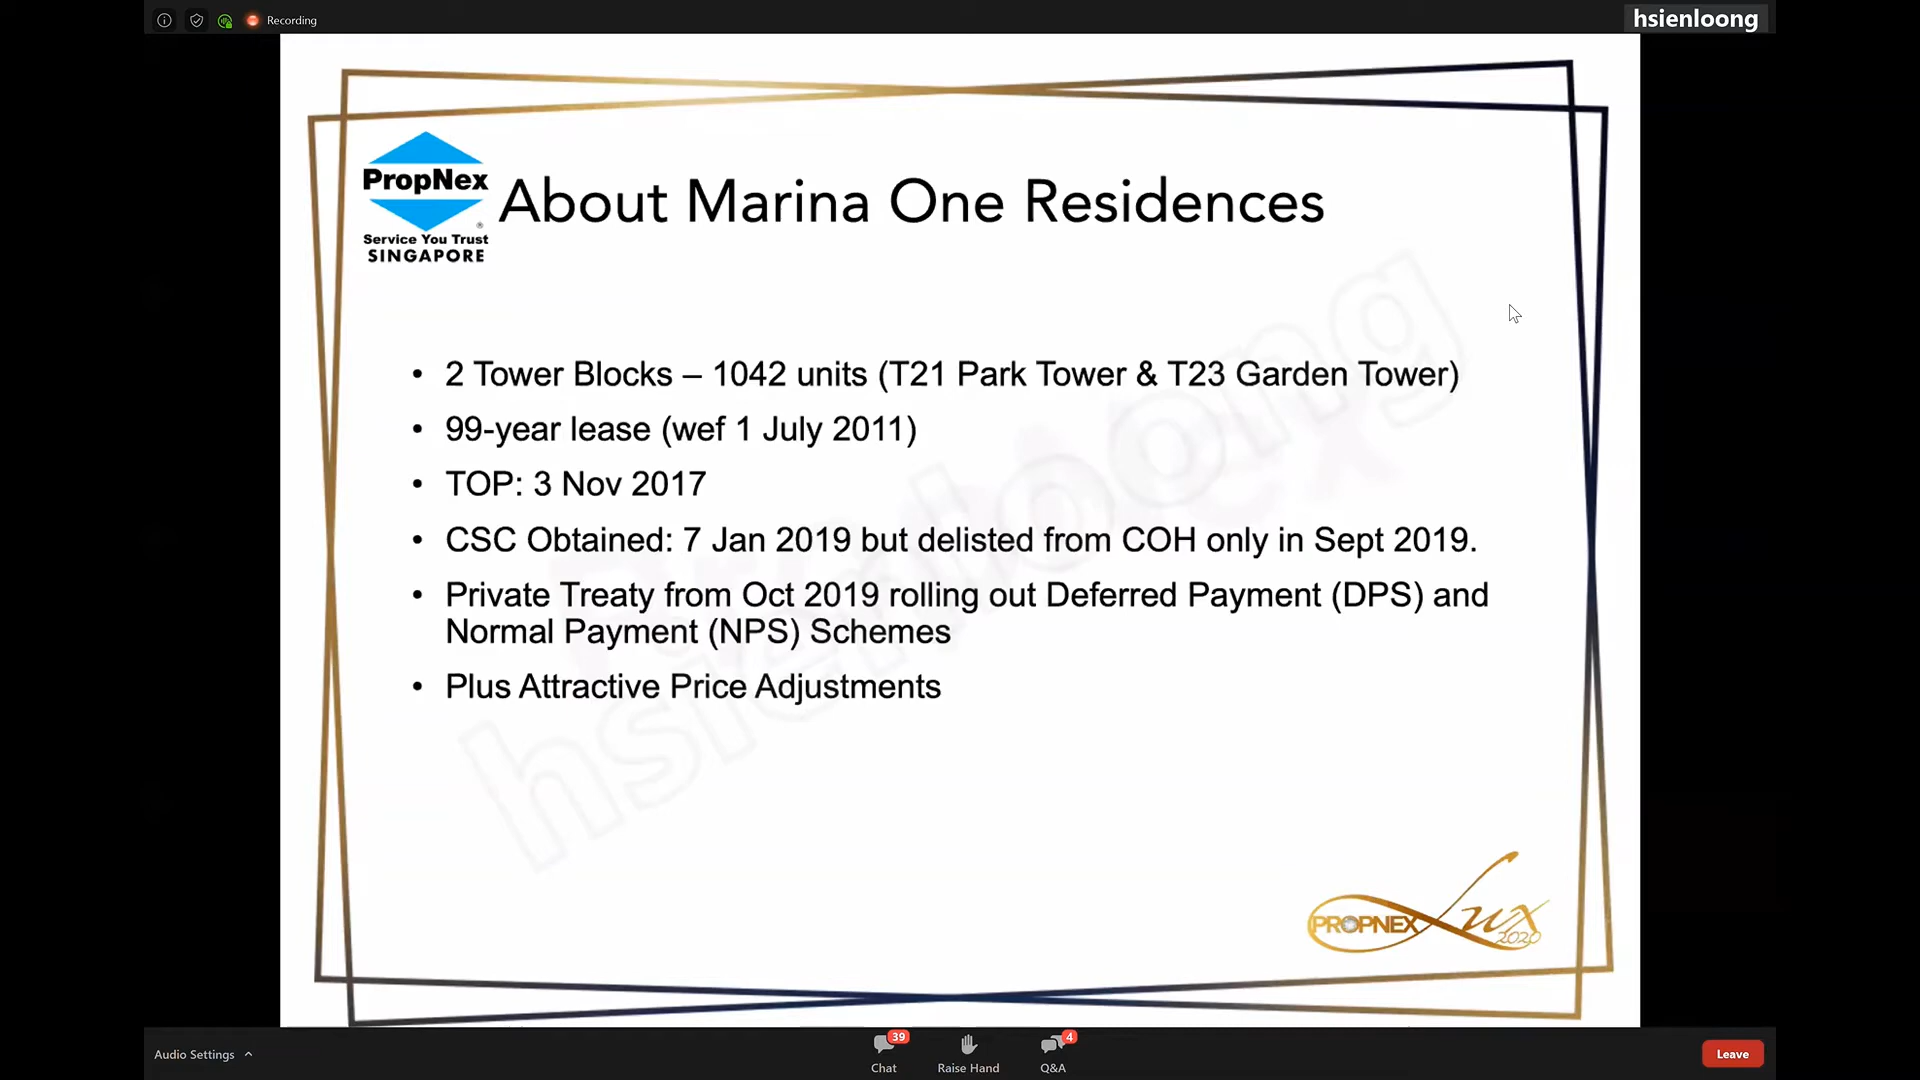 Recording
hsienloong
PropNex
Service You Trust
SINGAPORE
About Marina One Residences
• 2 Tower Blocks – 1042 units (T21 Park Tower & T23 Garden Tower)
• 99-year lease (wef 1 July 2011)
• TOP: 3 Nov 2017
• CSC Obtained: 7 Jan 2019 but delisted from COH only in Sept 2019.
• Private Treaty from Oct 2019 rolling out Deferred Payment (DPS) and
Normal Payment (NPS) Schemes
• Plus Attractive Price Adjustments
hsienloong
PROPNEX Lux
2020
Audio Settings
39
Chat
Raise Hand
4
Q&A
Leave